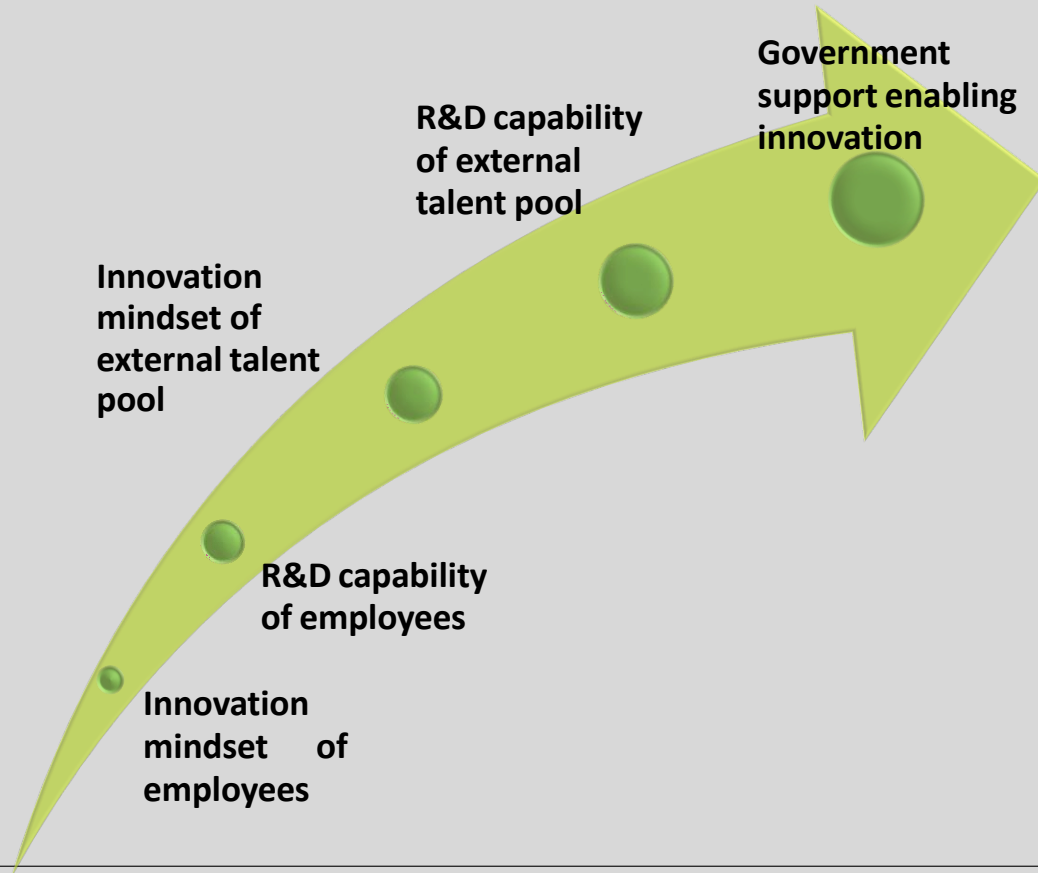 Government
support enabling
innovation
R&D capability
of external
talent pool
Innovation
mindset of
external talent
pool
R&D capability
of employees
Innovation
mindset of
employees